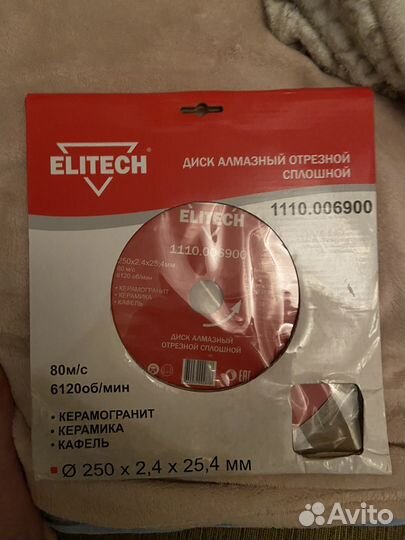 ELITECH
ДИСК АЛМАЗНЫЙ ОТРЕЗНОЙ
СПЛОШНОЙ
1110.006900
ELITECH
1110.006900
250x2,4x25,4мм
80 м/с
6120 об/мин
• КЕРАМОГРАНИТ
• КЕРАМИКА
• КАФЕЛЬ
ДИСК АЛМАЗНЫЙ
ОТРЕЗНОЙ СПЛОШНОЙ
EAC
80м/с
6120об/мин
• КЕРАМОГРАНИТ
• КЕРАМИКА
• КАФЕЛЬ
Ø 250 x 2,4 x 25,4 мм
Avito